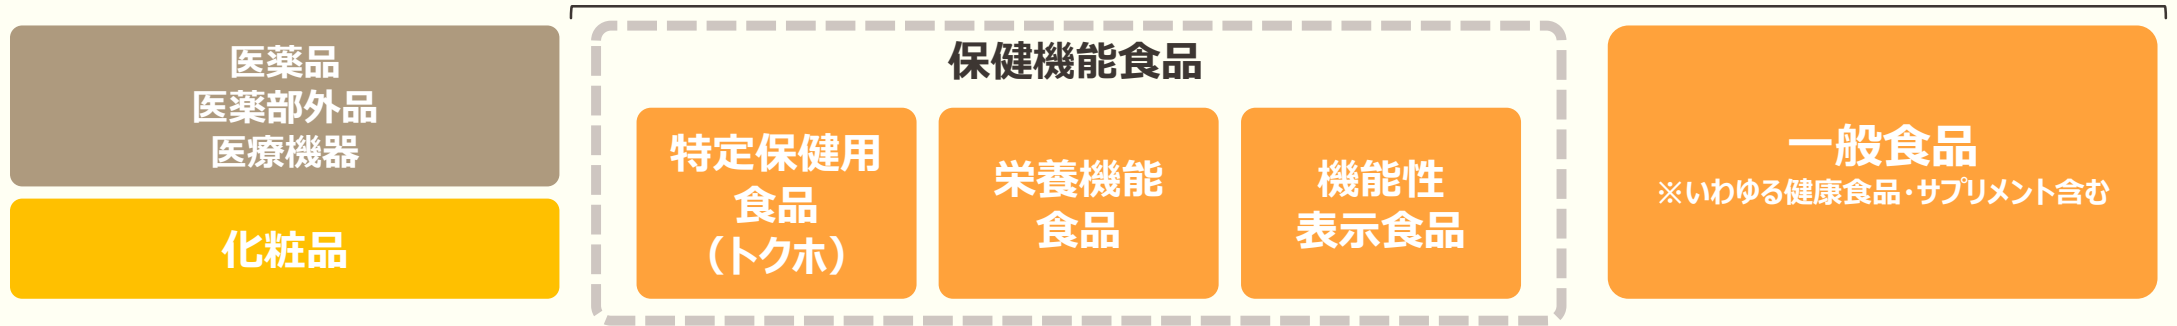 医薬品
医薬部外品
医療機器
化粧品
保健機能食品
特定保健用
食品
（トクホ）
栄養機能
食品
機能性
表示食品
一般食品
※いわゆる健康食品・サプリメント含む